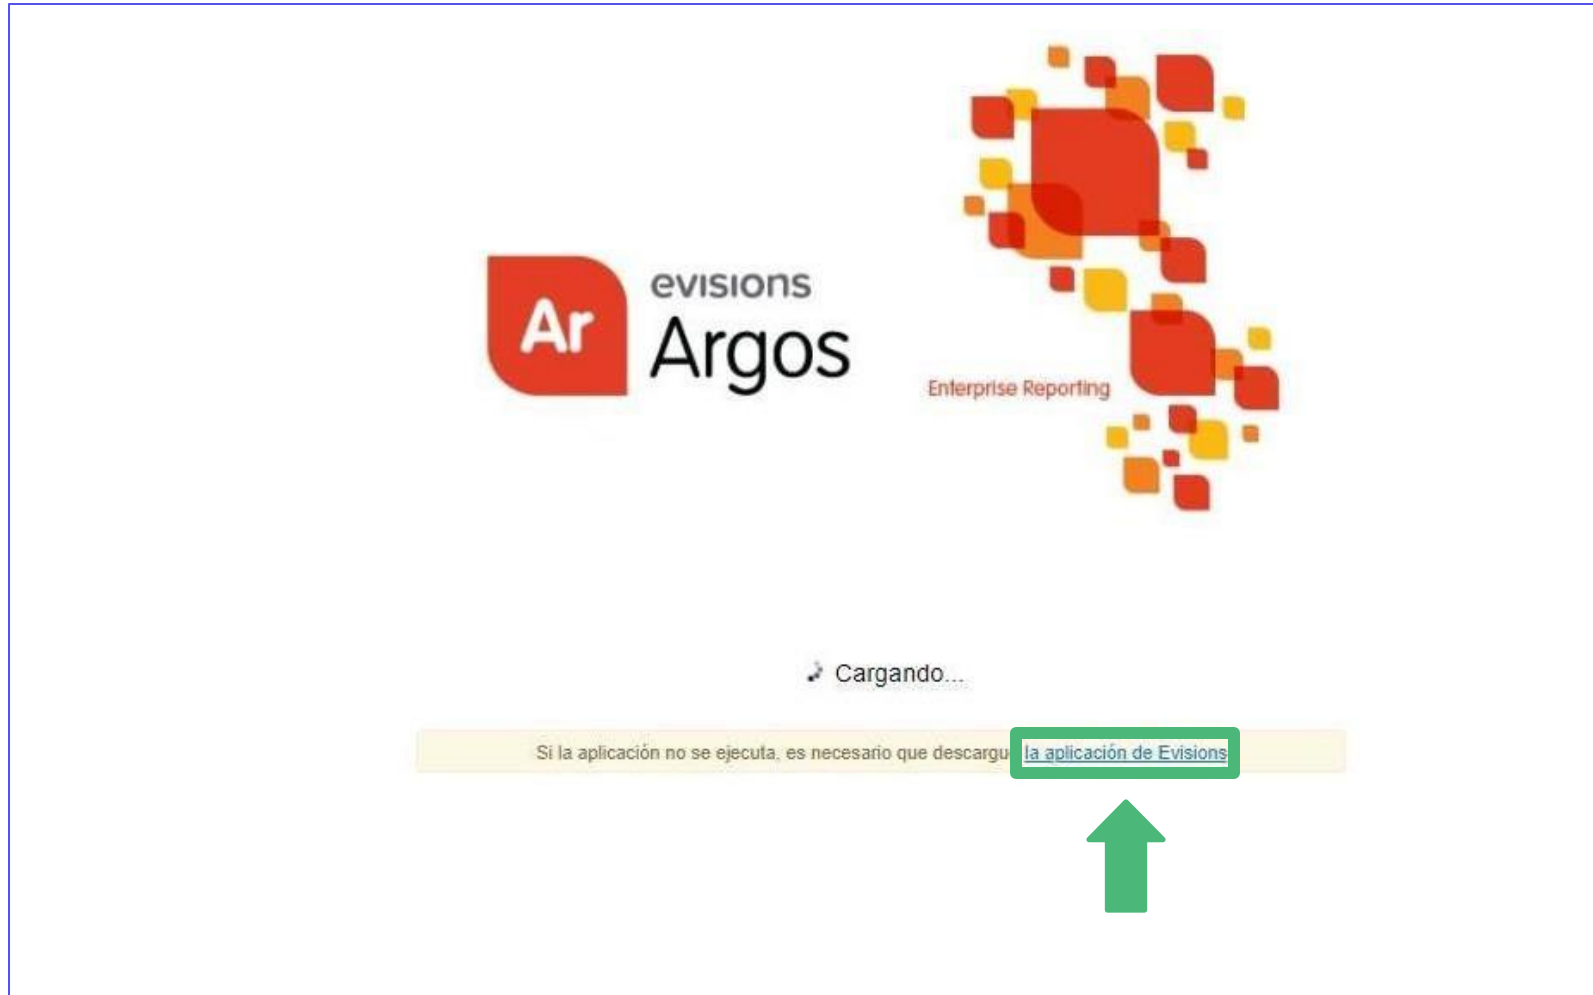 evisions
Ar Argos
Enterprise Reporting
Cargando...
Si la aplicación no se ejecuta, es necesario que descargu la aplicación de Evisions